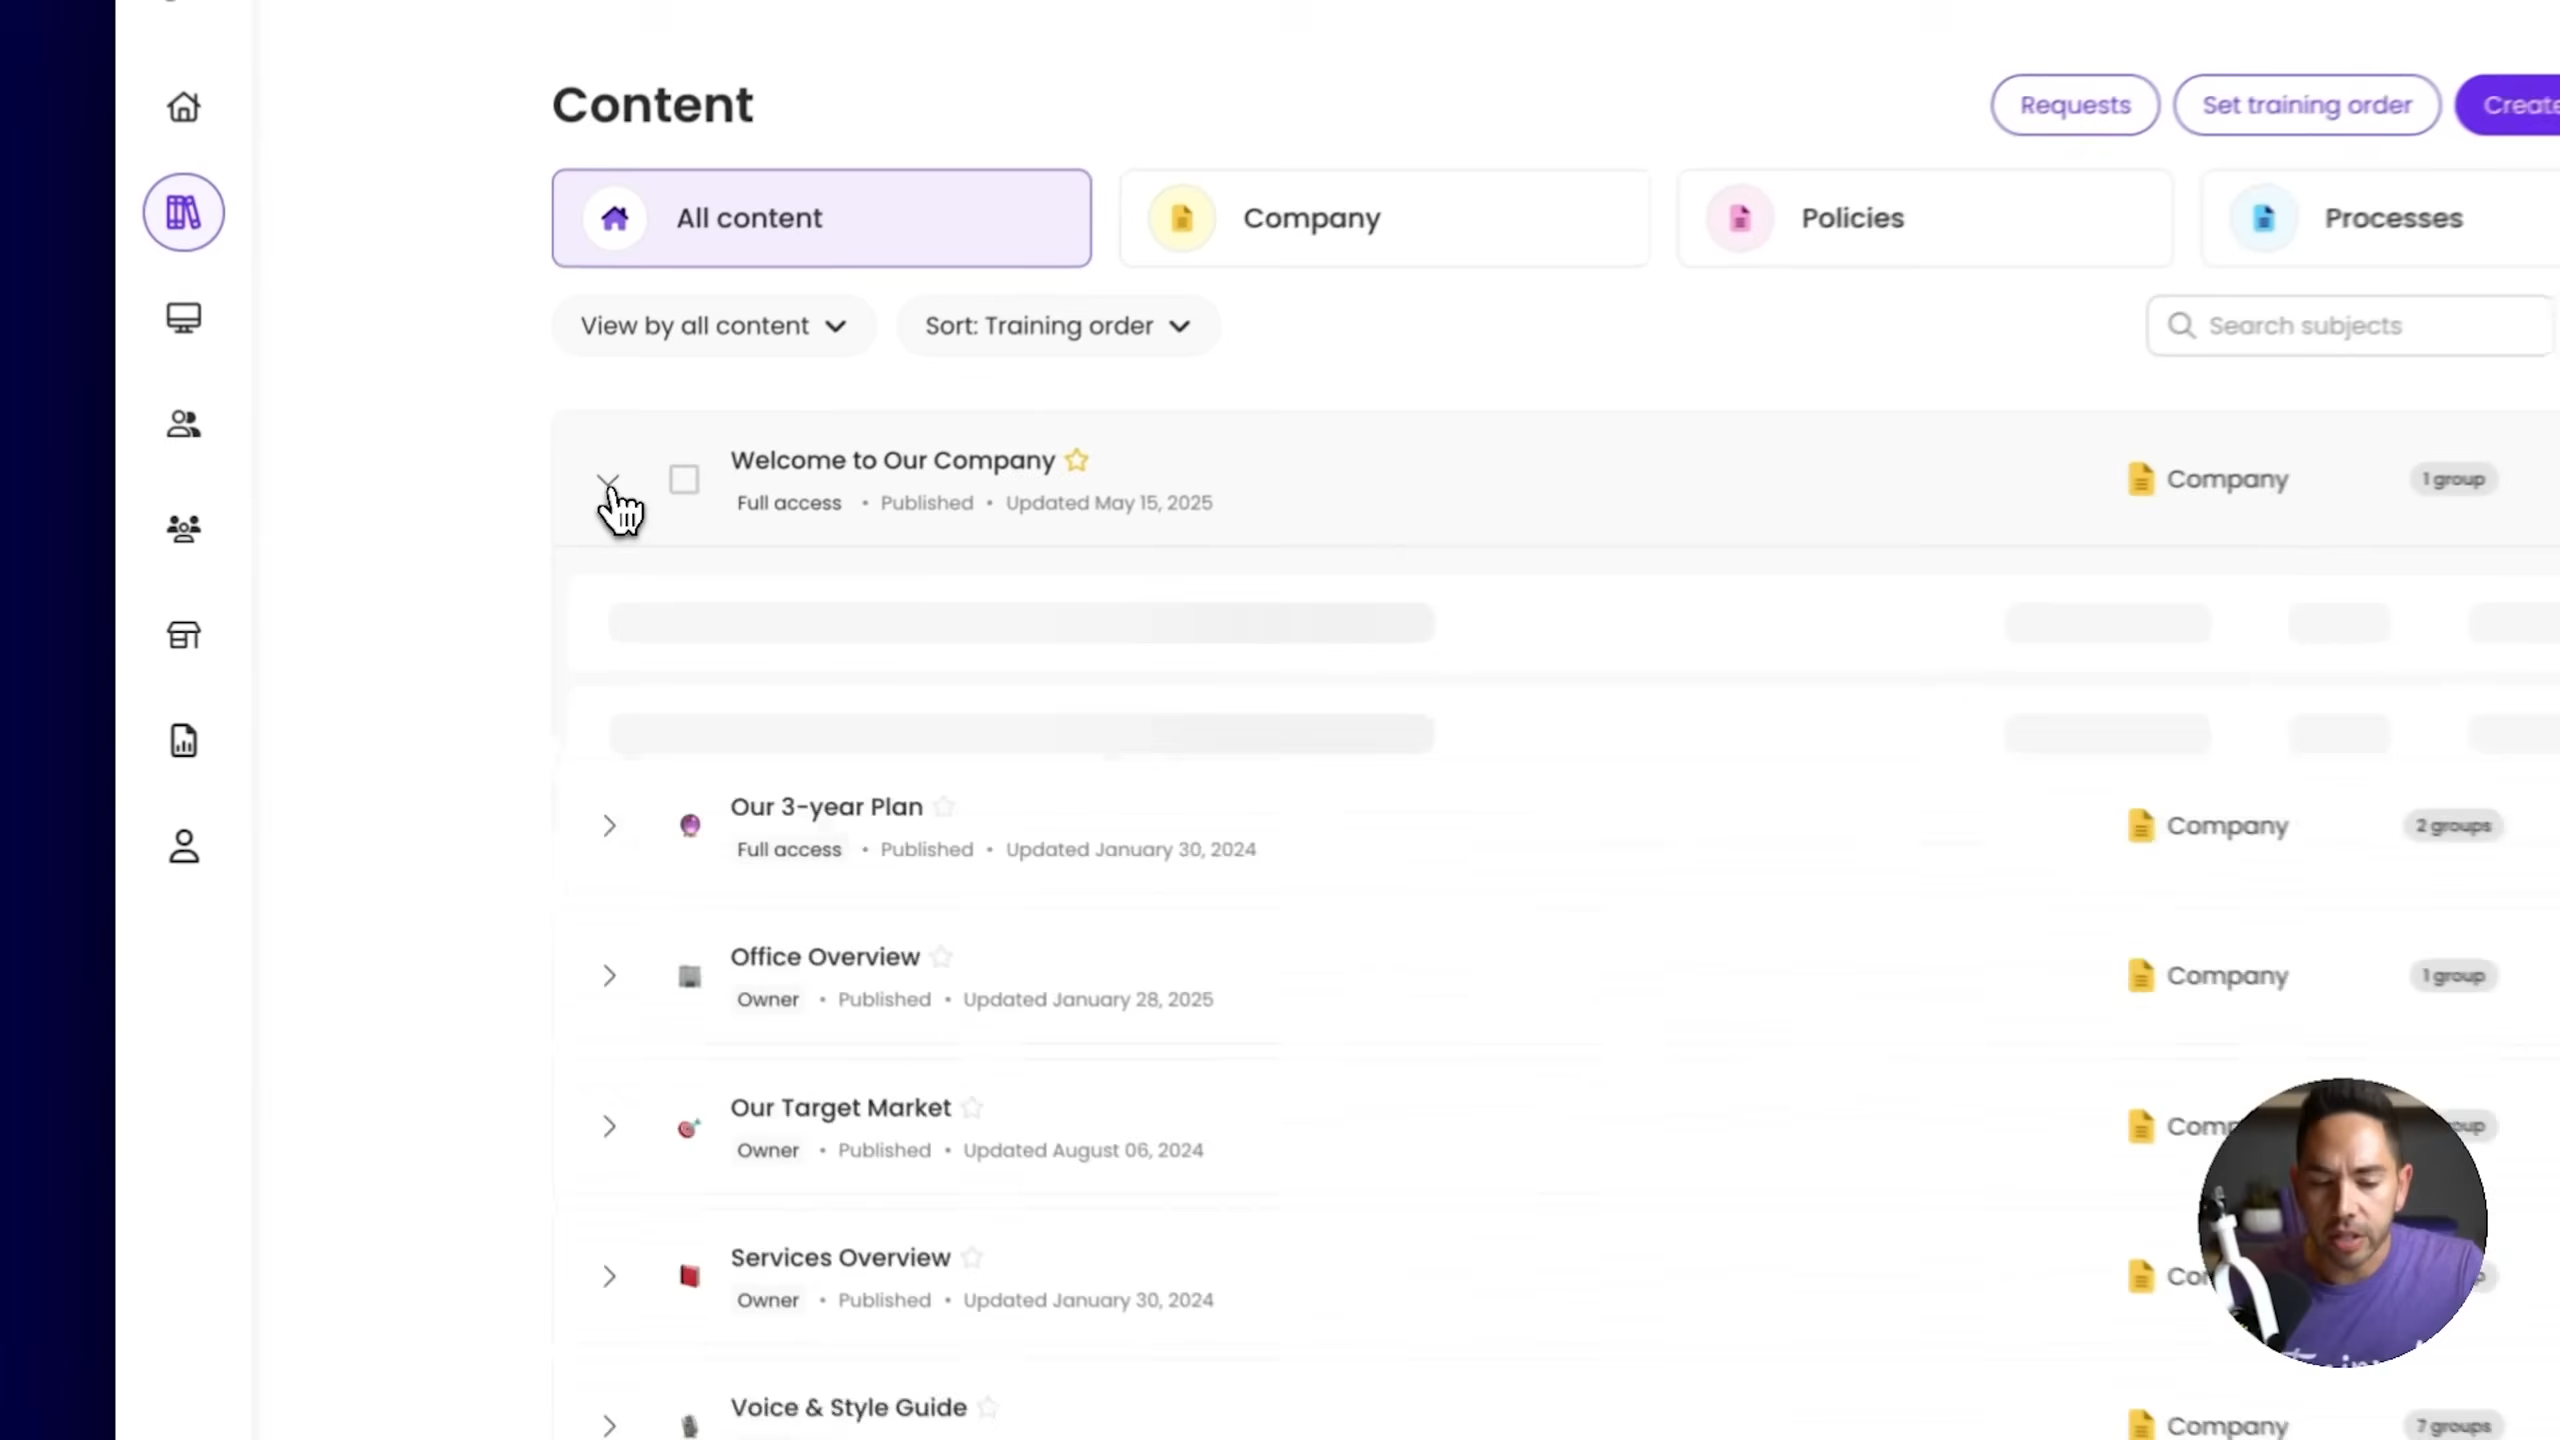 Content
Requests
Set training order
Create
All content
Company
Policies
Processes
View by all content
Sort: Training order
Search subjects
Welcome to Our Company
Full access • Published • Updated May 15, 2025
Company
1 group
Our 3-year Plan
Full access • Published • Updated January 30, 2024
Company
2 groups
Office Overview
Owner • Published • Updated January 28, 2025
Company
1 group
Our Target Market
Owner • Published • Updated August 06, 2024
Services Overview
Owner • Published • Updated January 30, 2024
Voice & Style Guide
Company
7 groups